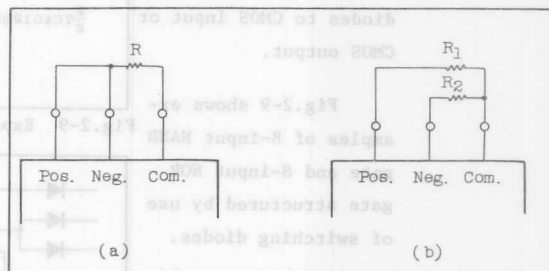 R
Pos. Neg. Com.
(a)
R1
R2
Pos. Neg. Com.
(b)
diodes to CMOS input or
CMOS output.
Fig.2-9 shows ex-
amples of 8-input NAND
gate and 8-input NOR
gate structured by use
of switching diodes.
Fig.2-9